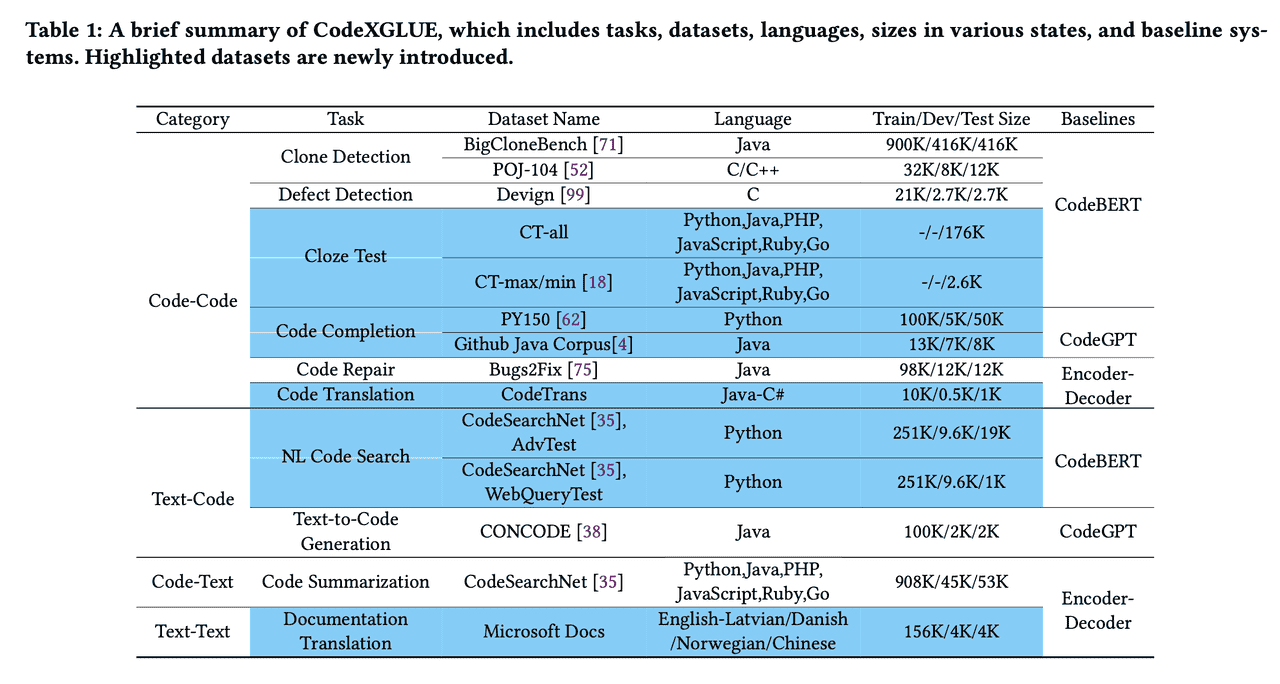 Table 1: A brief summary of CodeXGLUE, which includes tasks, datasets, languages, sizes in various states, and baseline sys-
tems. Highlighted datasets are newly introduced.
Category Task Dataset Name Language Train/Dev/Test Size Baselines
Code-Code Clone Detection BigCloneBench [71] Java 900K/416K/416K CodeBERT
POJ-104 [52] C/C++ 32K/8K/12K
Defect Detection Devign [99] C 21K/2.7K/2.7K
Cloze Test CT-all Python,Java,PHP,
JavaScript,Ruby,Go -/-/176K
CT-max/min [18] Python,Java,PHP,
JavaScript,Ruby,Go -/-/2.6K
Code Completion PY150 [62] Python 100K/5K/50K CodeGPT
Github Java Corpus[4] Java 13K/7K/8K
Code Repair Bugs2Fix [75] Java 98K/12K/12K Encoder-
Decoder
Code Translation CodeTrans Java-C# 10K/0.5K/1K
Text-Code NL Code Search CodeSearchNet [35],
AdvTest Python 251K/9.6K/19K CodeBERT
CodeSearchNet [35],
WebQueryTest Python 251K/9.6K/1K
Text-to-Code
Generation CONCODE [38] Java 100K/2K/2K CodeGPT
Code-Text Code Summarization CodeSearchNet [35] Python,Java,PHP,
JavaScript,Ruby,Go 908K/45K/53K Encoder-
Decoder
Text-Text Documentation
Translation Microsoft Docs English-Latvian/Danish
/Norwegian/Chinese 156K/4K/4K